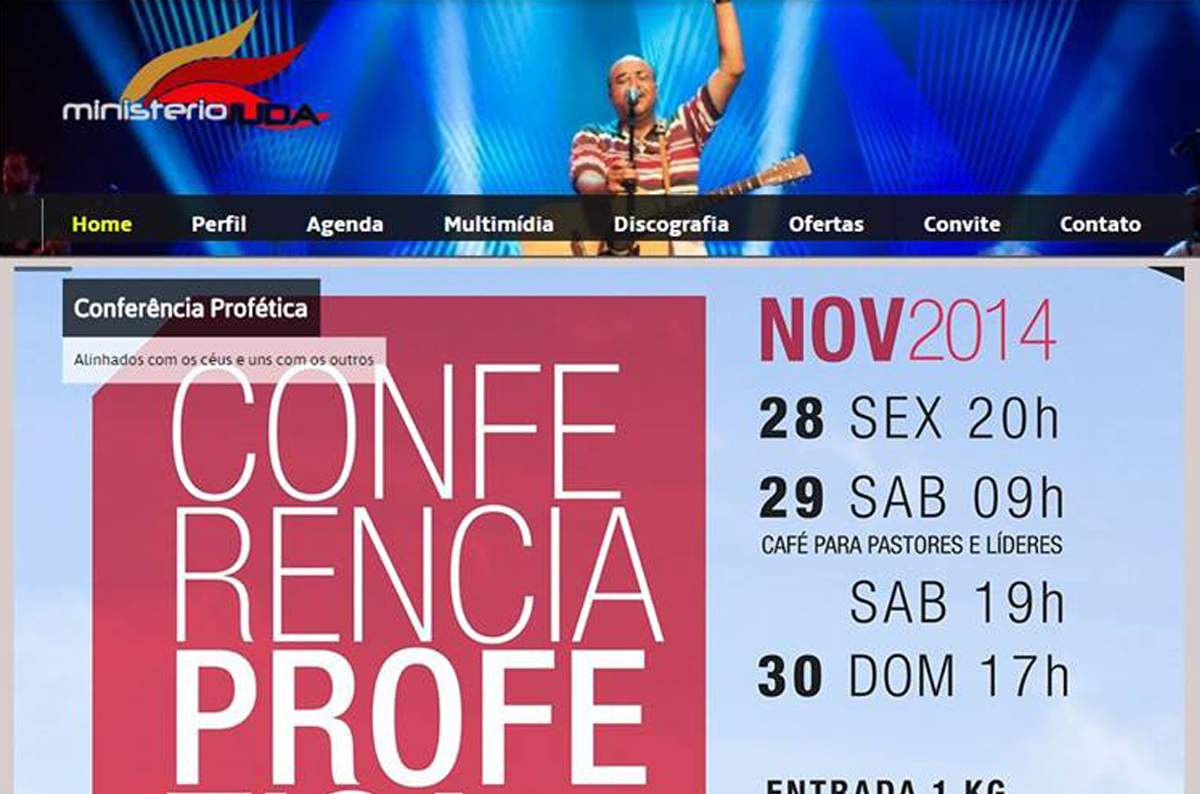 ministerio JUDA
Home Perfil Agenda Multimídia Discografia Ofertas Convite Contato
Conferência Profética
Alinhados com os céus e uns com os outros
CONFE
RENCIA
PROFE
NOV2014
28 SEX 20h
29 SAB 09h
CAFÉ PARA PASTORES E LÍDERES
SAB 19h
30 DOM 17h
ENTRADA 1 KG